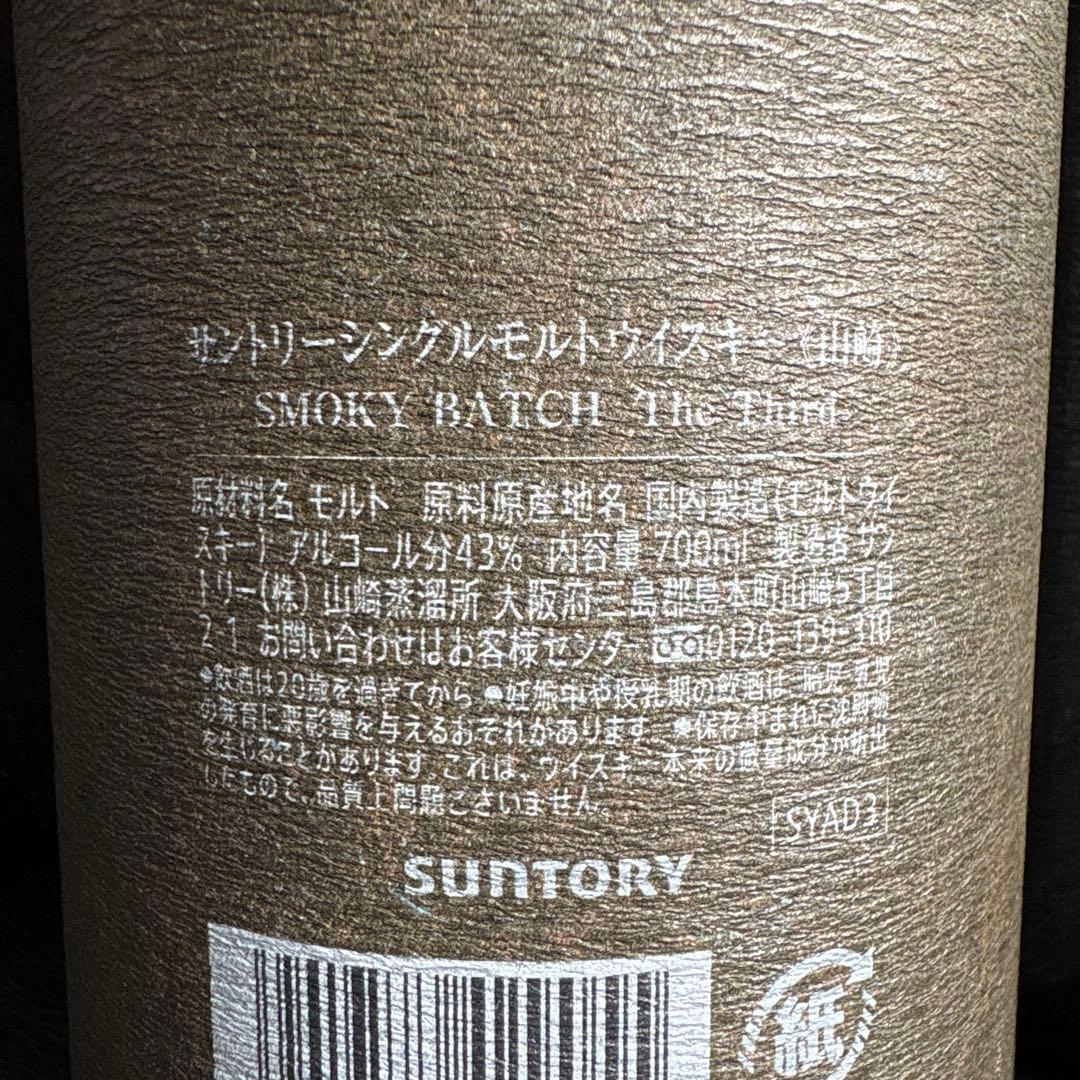 サントリーシングルモルトウイスキー〈山崎〉
SMOKY BATCH The Third
原材料名 モルト 原料原産地名 国内製造(モルトウイ
スキー) アルコール分43% 内容量 700ml 製造者 サン
トリー(株) 山崎蒸溜所 大阪府三島郡島本町山崎5丁目
2-1 お問い合わせはお客様センター 0120-139-310
●飲酒は20歳を過ぎてから ●妊娠中や授乳期の飲酒は、胎児・乳児
の発育に悪影響を与えるおそれがあります。 ●保存中まれに沈殿物
を生じることがあります。これは、ウイスキー本来の微量成分が析出
したもので、品質上問題ございません。
SYAD3
SUNTORY
紙